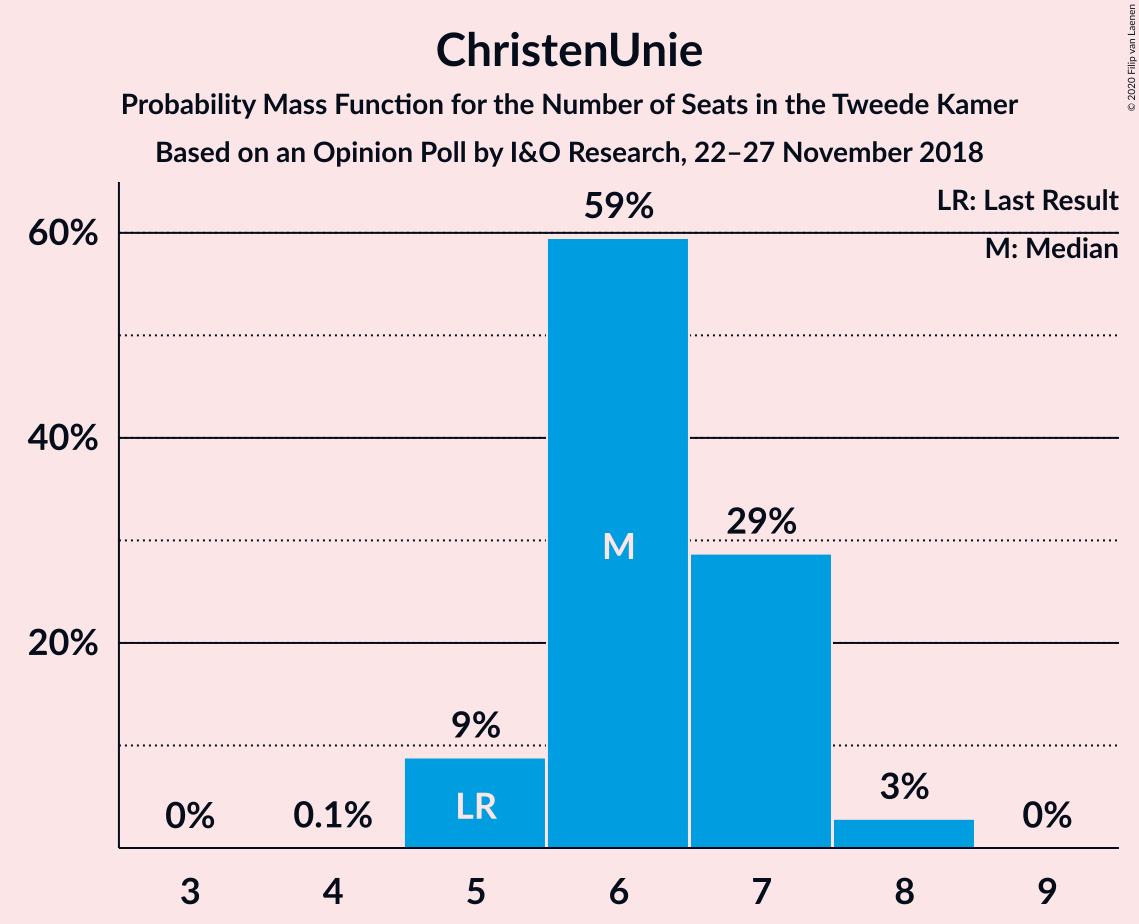 ChristenUnie
Probability Mass Function for the Number of Seats in the Tweede Kamer
Based on an Opinion Poll by I&O Research, 22–27 November 2018
© 2020 Filip van Laenen
LR: Last Result
M: Median
60%
40%
20%
0%
0.1%
9%
59%
29%
3%
0%
LR
M
3
4
5
6
7
8
9